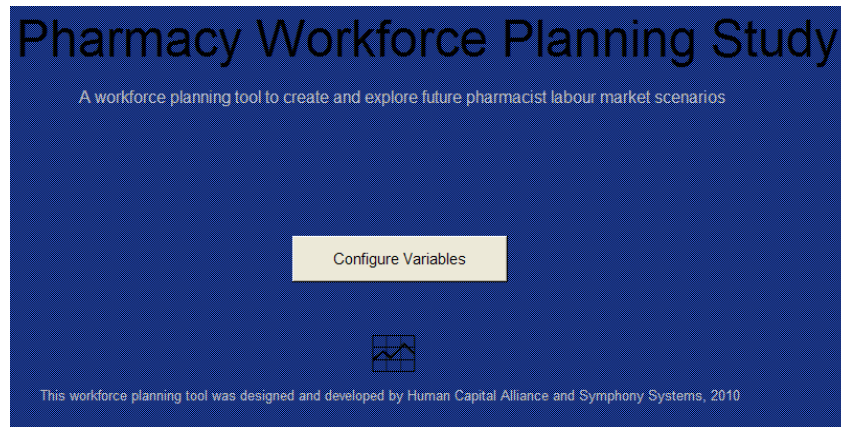 Pharmacy Workforce Planning Study
A workforce planning tool to create and explore future pharmacist labour market scenarios
Configure Variables
This workforce planning tool was designed and developed by Human Capital Alliance and Symphony Systems, 2010